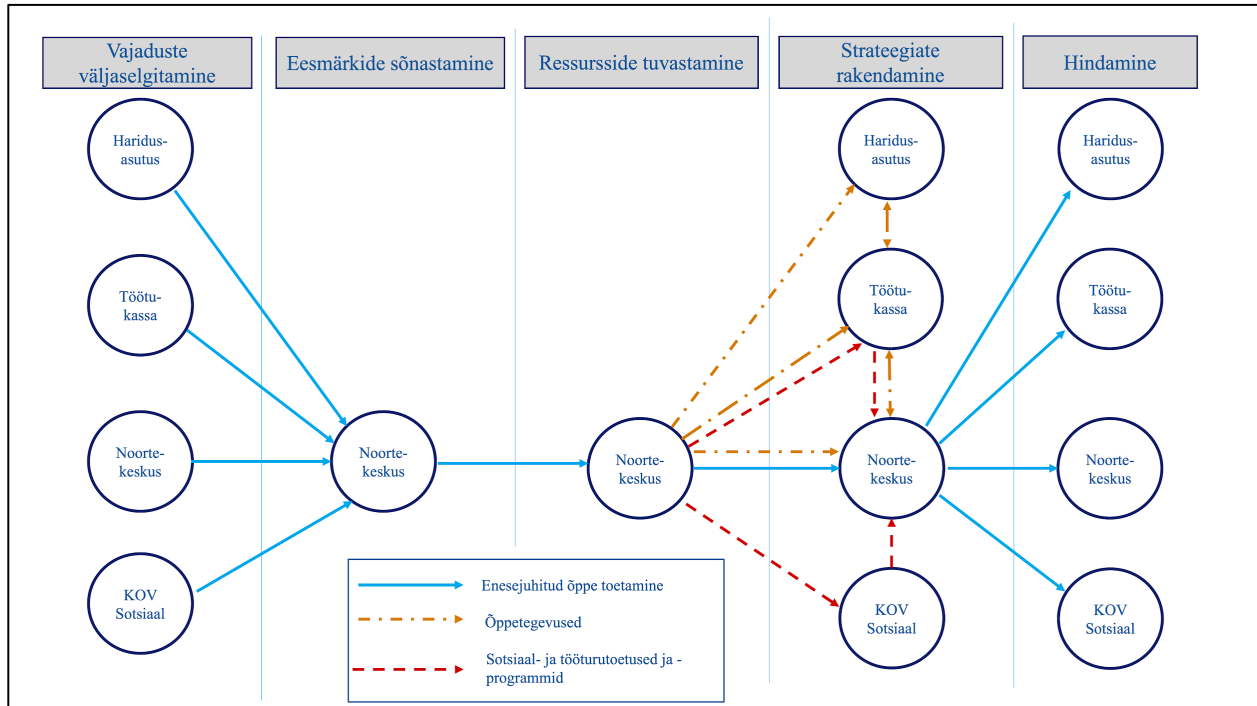 Vajaduste
väljaselgitamine
Eesmärkide sõnastamine
Ressursside tuvastamine
Strateegiate
rakendamine
Hindamine
Haridus-
asutus
Töötu-
kassa
Noorte-
keskus
KOV
Sotsiaal
Noorte-
keskus
Noorte-
keskus
Haridus-
asutus
Töötu-
kassa
Noorte-
keskus
KOV
Sotsiaal
Haridus-
asutus
Töötu-
kassa
Noorte-
keskus
KOV
Sotsiaal
Enesejuhitud õppe toetamine
Õppetegevused
Sotsiaal- ja tööturutoetused ja -
programmid